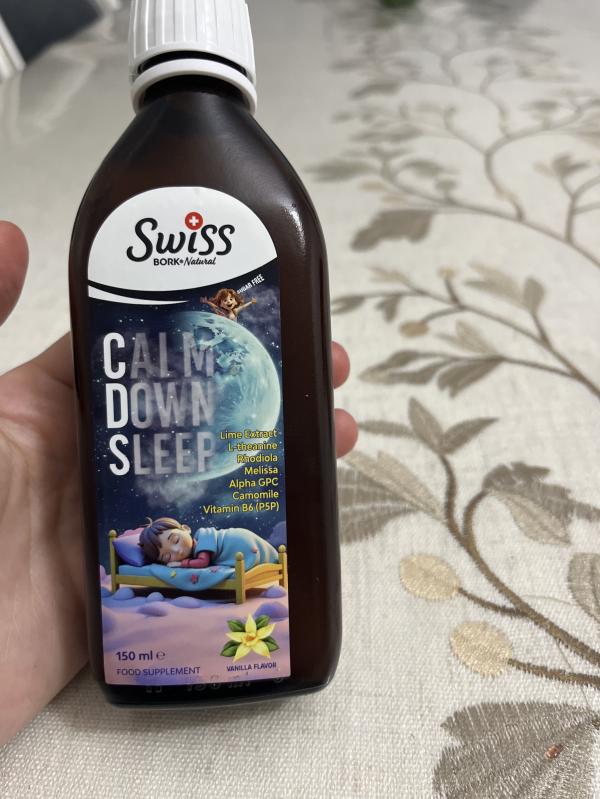 Swiss
BORK Natural
SUGAR FREE
CALM
DOWN
SLEEP
Lime Extract
L-theanine
Rhodiola
Melissa
Alpha GPC
Camomile
Vitamin B6 (P5P)
150 ml ℮
FOOD SUPPLEMENT
VANILLA FLAVOR